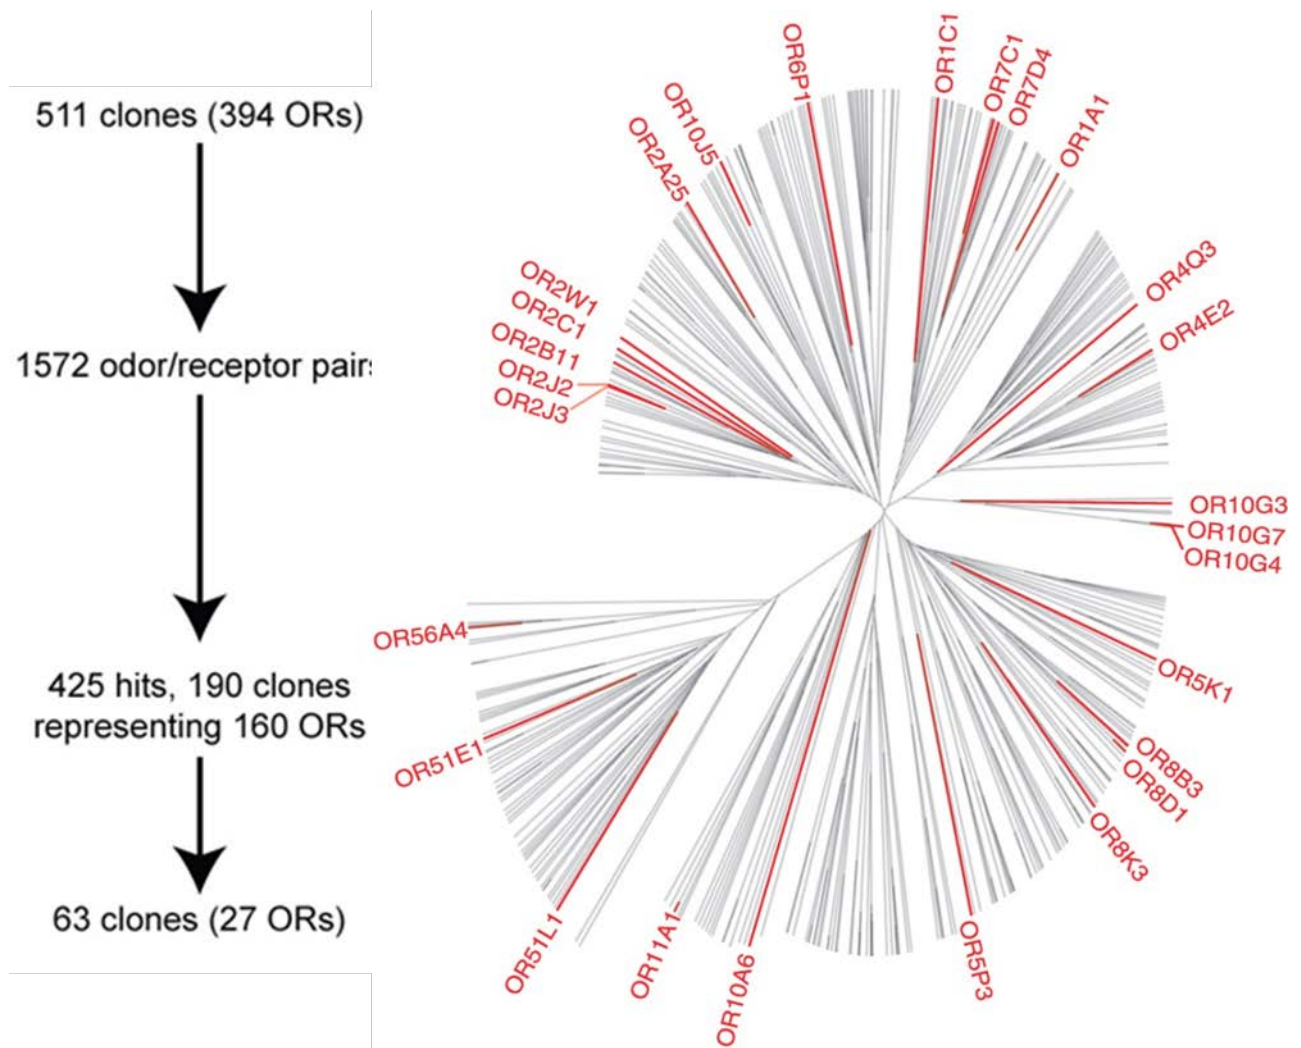 511 clones (394 ORs)
1572 odor/receptor pair
425 hits, 190 clones
representing 160 ORs
63 clones (27 ORs)
OR6P1
OR10J5
OR2A25
OR2W1
OR2C1
OR2B11
OR2J2
OR2J3
OR1C1
OR7C1
OR7D4
OR1A1
OR4Q3
OR4E2
OR10G3
OR10G7
OR10G4
OR5K1
OR8B3
OR8D1
OR8K3
OR5P3
OR10A6
OR11A1
OR51L1
OR51E1
OR56A4